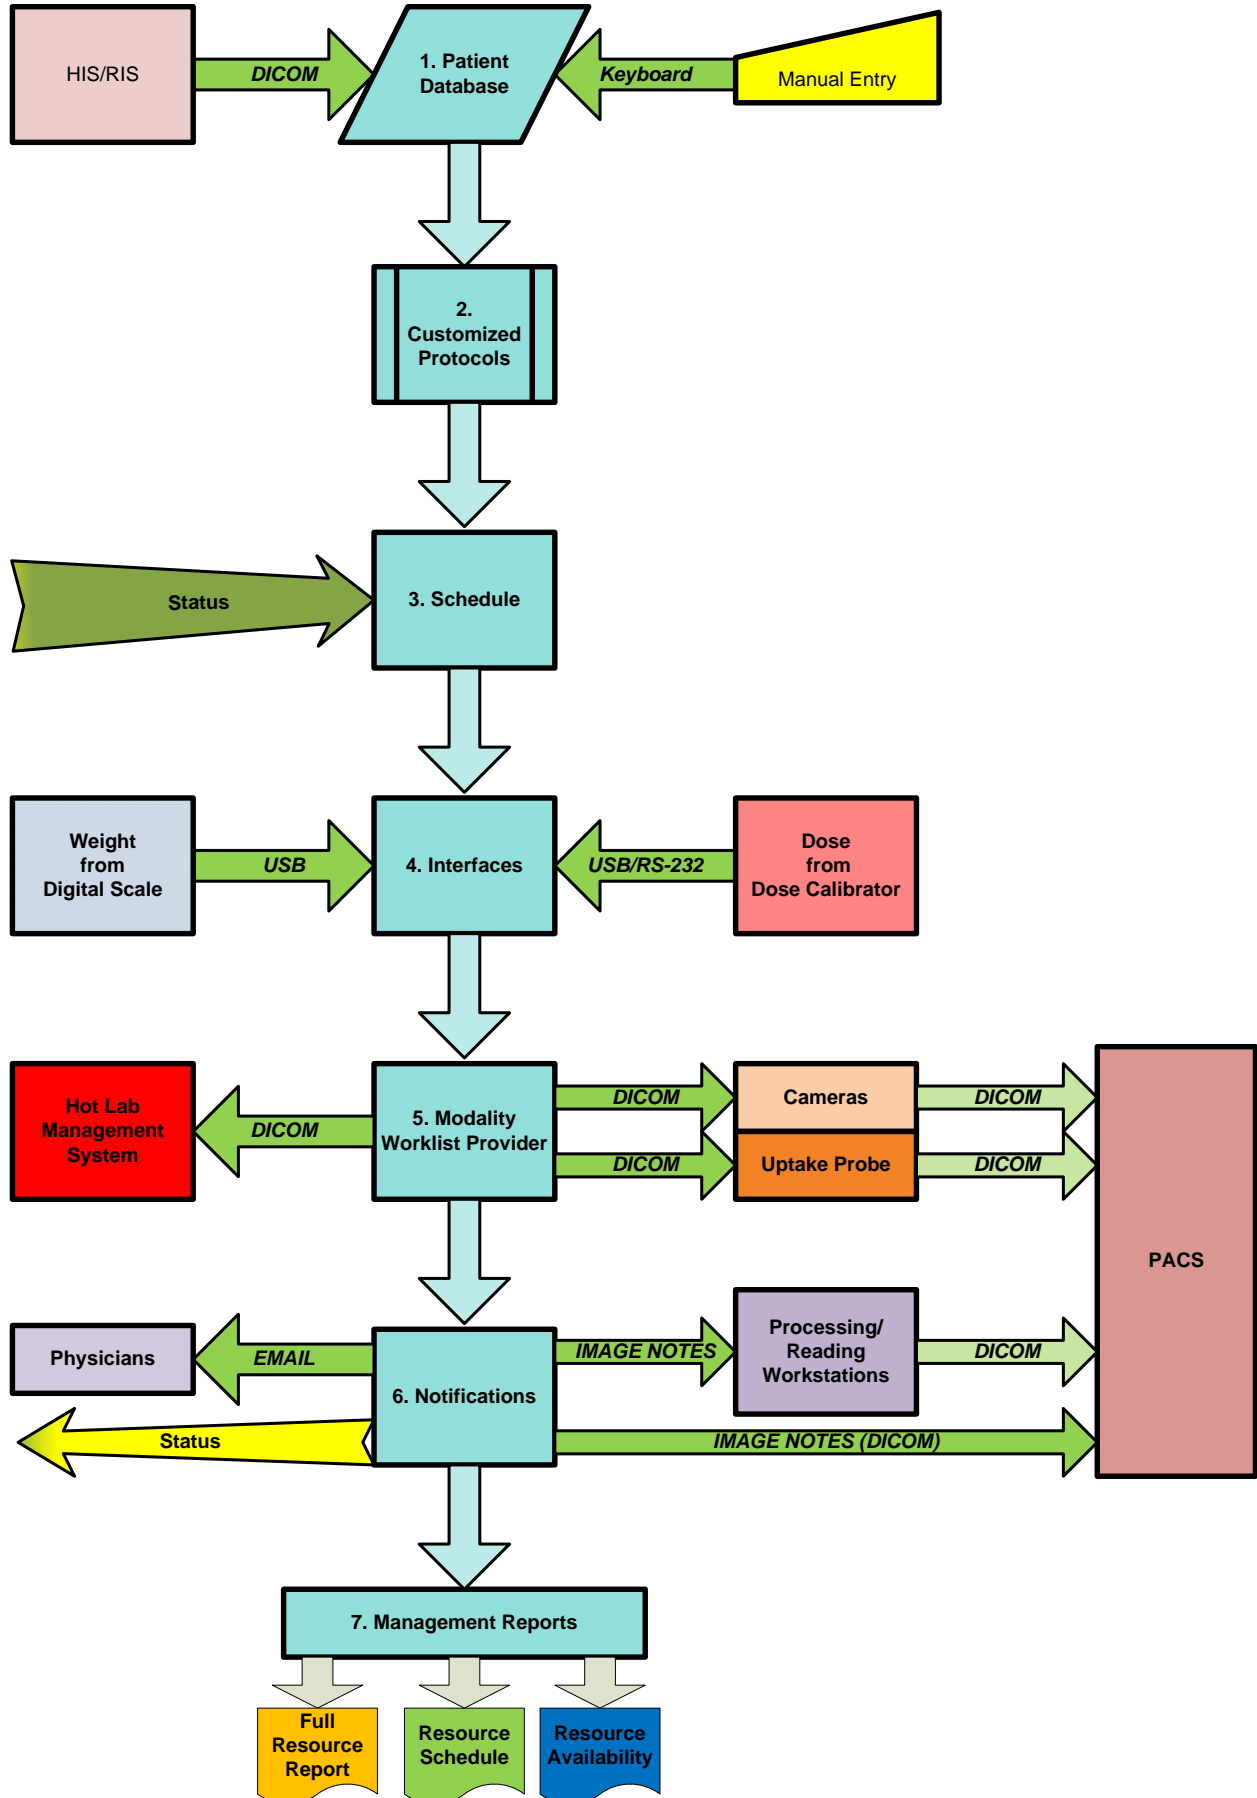 HIS/RIS
DICOM
1. Patient
Database
Keyboard
Manual Entry
2.
Customized
Protocols
Status
3. Schedule
Weight
from
Digital Scale
USB
4. Interfaces
USB/RS-232
Dose
from
Dose Calibrator
Hot Lab
Management
System
DICOM
5. Modality
Worklist Provider
DICOM
Cameras
DICOM
DICOM
Uptake Probe
DICOM
PACS
Physicians
EMAIL
6. Notifications
IMAGE NOTES
Processing/
Reading
Workstations
DICOM
Status
IMAGE NOTES (DICOM)
7. Management Reports
Full
Resource
Report
Resource
Schedule
Resource
Availability